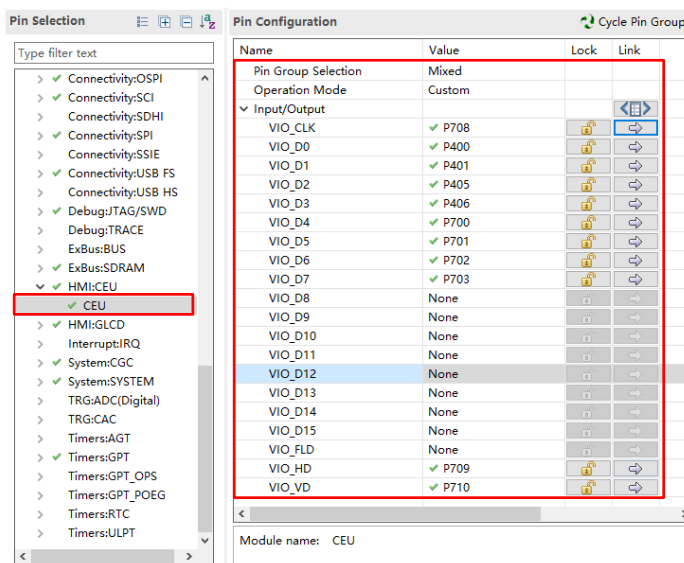 Pin Selection
Type filter text
Connectivity:OSPI
Connectivity:SCI
Connectivity:SDHI
Connectivity:SPI
Connectivity:SSIE
Connectivity:USB FS
Connectivity:USB HS
Debug:JTAG/SWD
Debug:TRACE
ExBus:BUS
ExBus:SDRAM
HMI:CEU
CEU
HMI:GLCD
Interrupt:IRQ
System:CGC
System:SYSTEM
TRG:ADC(Digital)
TRG:CAC
Timers:AGT
Timers:GPT
Timers:GPT_OPS
Timers:GPT_POEG
Timers:RTC
Timers:ULPT
Pin Configuration
Cycle Pin Group
Name Value Lock Link
Pin Group Selection Mixed
Operation Mode Custom
Input/Output
VIO_CLK P708
VIO_D0 P400
VIO_D1 P401
VIO_D2 P405
VIO_D3 P406
VIO_D4 P700
VIO_D5 P701
VIO_D6 P702
VIO_D7 P703
VIO_D8 None
VIO_D9 None
VIO_D10 None
VIO_D11 None
VIO_D12 None
VIO_D13 None
VIO_D14 None
VIO_D15 None
VIO_FLD None
VIO_HD P709
VIO_VD P710
Module name: CEU